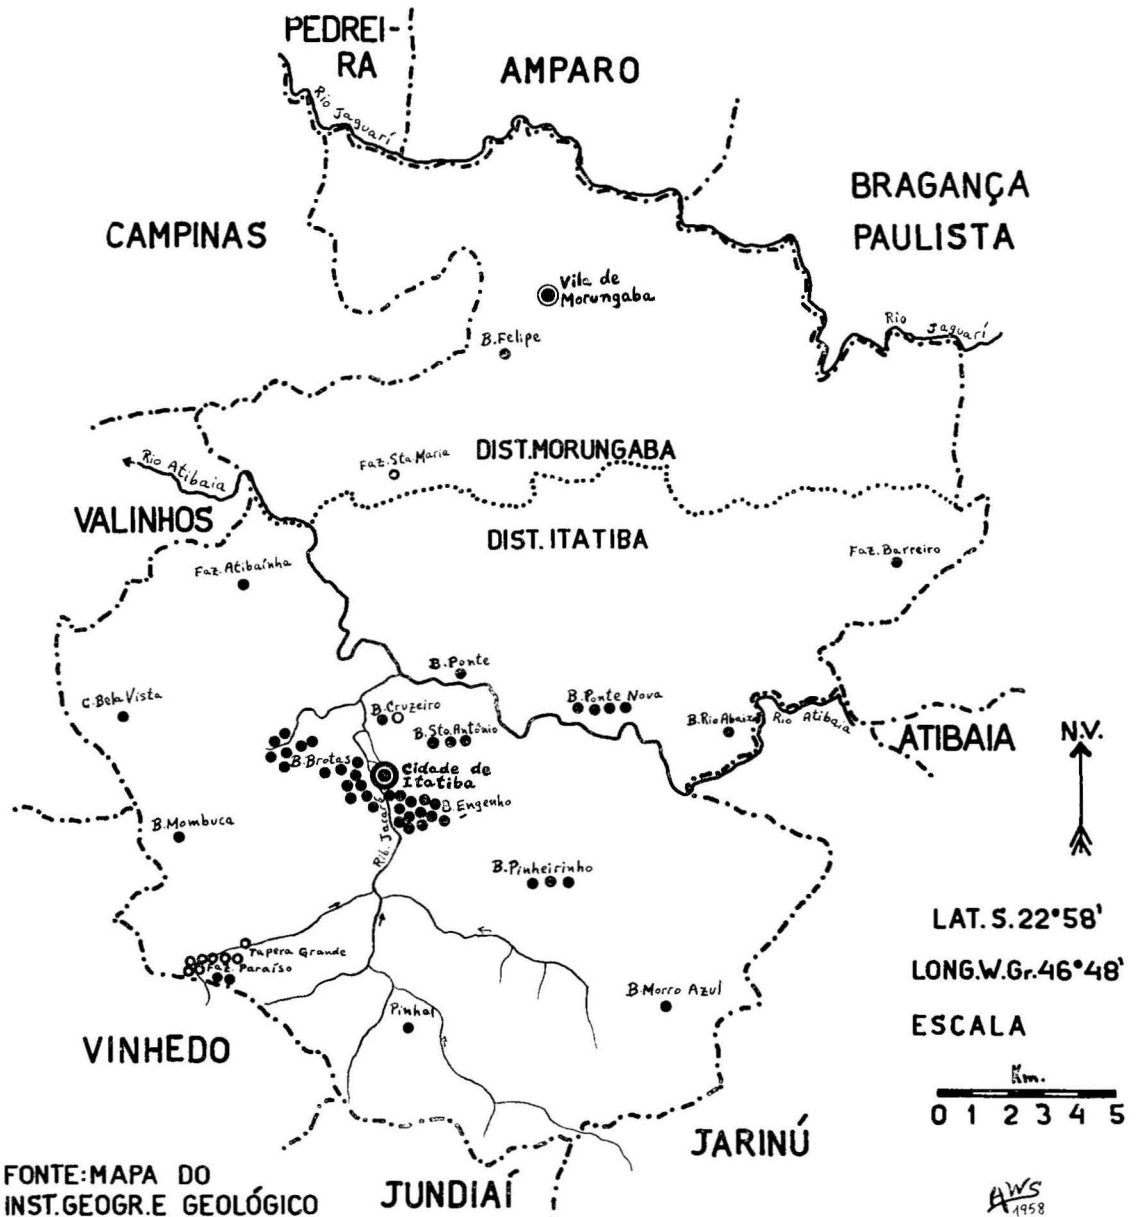 PEDREI-
RA
AMPARO
Rio Jaguarí
BRAGANÇA
PAULISTA
CAMPINAS
Vila de
Morungaba
Rio Jaguarí
B. Felipe
DIST. MORUNGABA
Faz. Sta. Maria
Rio Atibaia
VALINHOS
DIST. ITATIBA
Faz. Barreiro
Faz. Atibaínha
B. Ponte
C. Bela Vista
B. Cruzeiro
B. Ponte Nova
B. Rio Abaixo
Rio Atibaia
B. Sto. Antônio
ATIBAIA
N.V.
B. Brotas
Cidade de
Itatiba
B. Engenho
Rib. Jacaré
B. Mombuca
B. Pinheirinho
LAT. S. 22°58'
Tapera Grande
Faz. Paraíso
LONG.W.Gr.46°48'
B. Morro Azul
Pinhal
ESCALA
VINHEDO
Km.
0 1 2 3 4 5
JARINÚ
FONTE: MAPA DO
INST. GEOGR. E GEOLÓGICO
JUNDIAÍ
AWS
1958